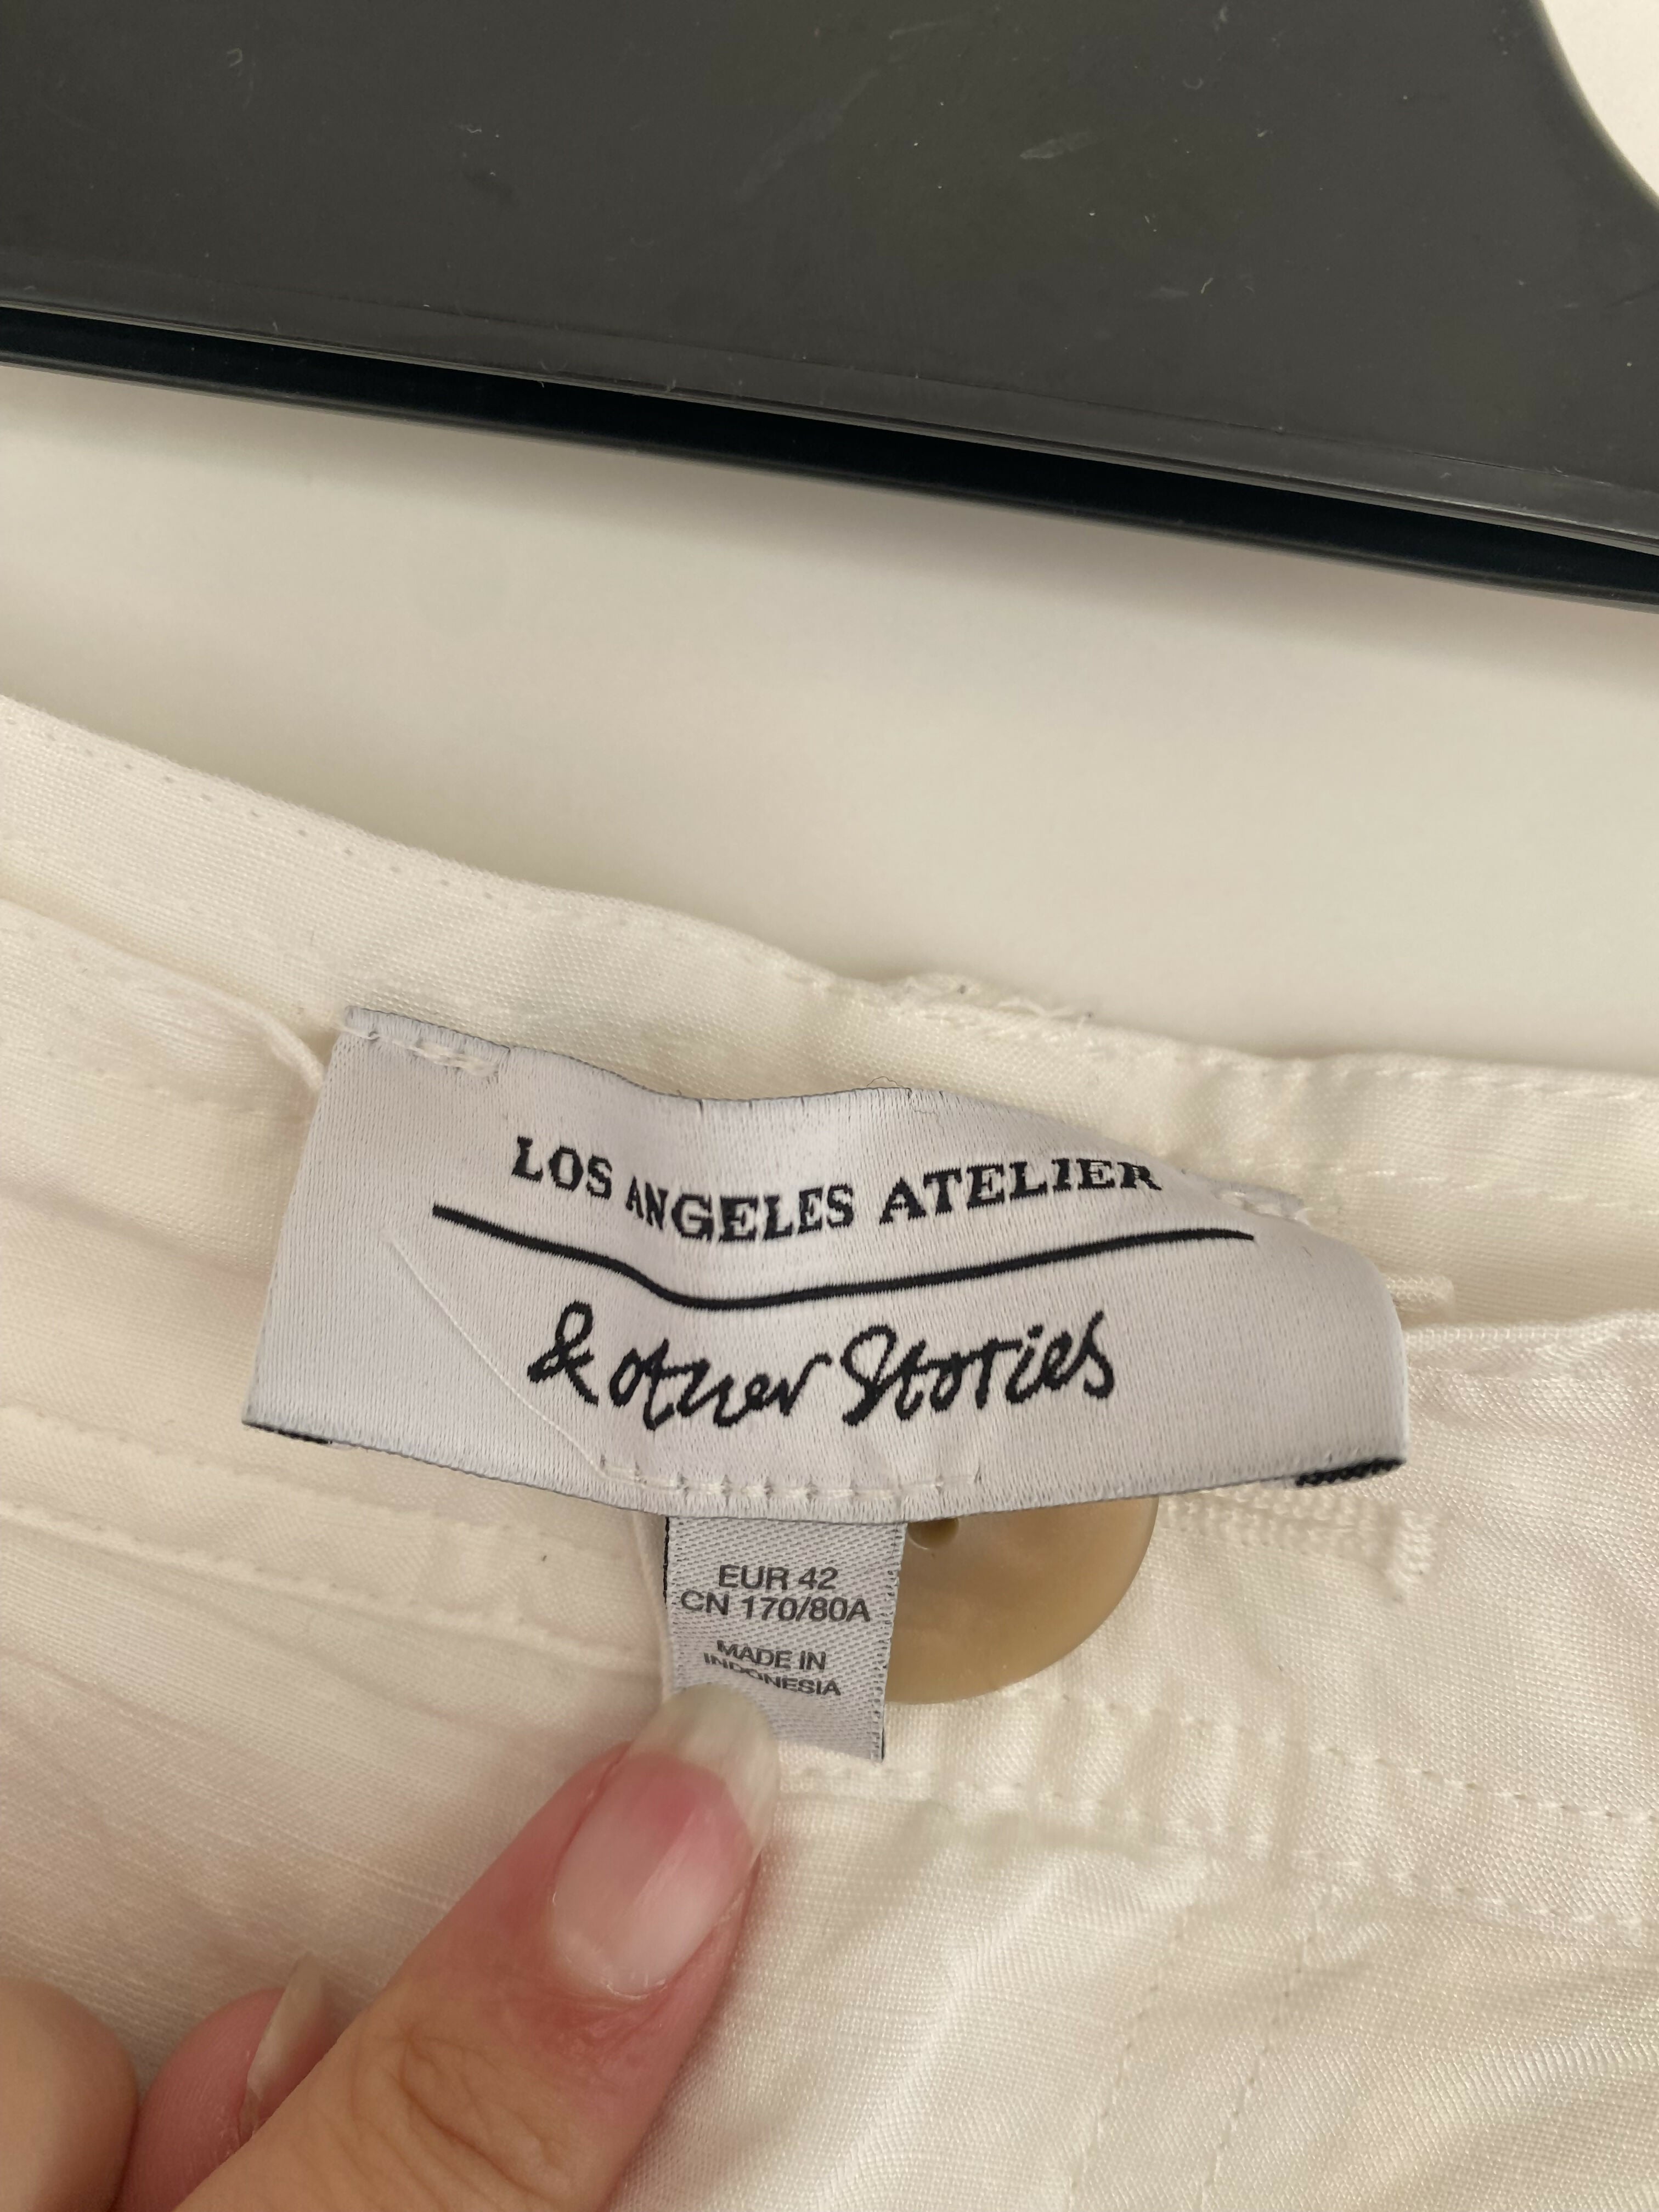 LOS ANGELES ATELIER
& other Stories
EUR 42
CN 170/80A
MADE IN
INDONESIA